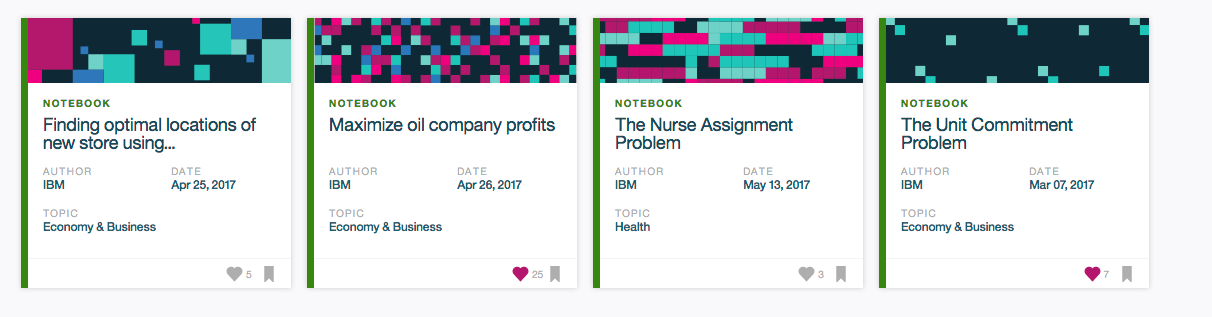 NOTEBOOK
Finding optimal locations of
new store using...
AUTHOR
DATE
IBM
Apr 25, 2017
TOPIC
Economy & Business
5
NOTEBOOK
Maximize oil company profits
AUTHOR
DATE
IBM
Apr 26, 2017
TOPIC
Economy & Business
25
NOTEBOOK
The Nurse Assignment
Problem
AUTHOR
DATE
IBM
May 13, 2017
TOPIC
Health
3
NOTEBOOK
The Unit Commitment
Problem
AUTHOR
DATE
IBM
Mar 07, 2017
TOPIC
Economy & Business
7